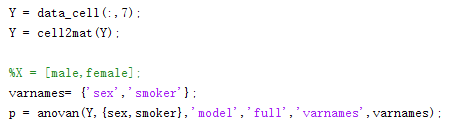 Y = data_cell(:,7);
Y = cell2mat(Y);
%X = [male,female];
varnames= {'sex','smoker'};
p = anovan(Y,{sex,smoker},'model','full','varnames',varnames);